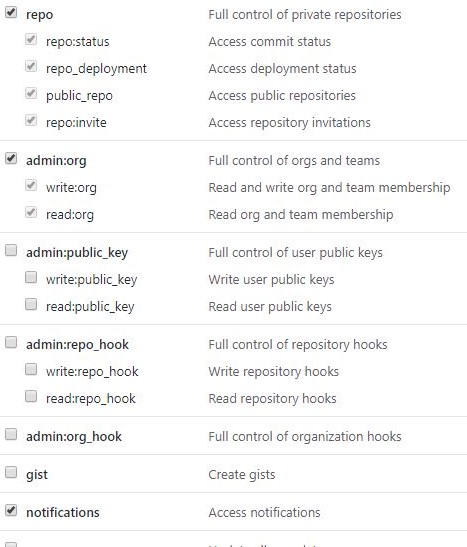 repo Full control of private repositories
repo:status Access commit status
repo_deployment Access deployment status
public_repo Access public repositories
repo:invite Access repository invitations
admin:org Full control of orgs and teams
write:org Read and write org and team membership
read:org Read org and team membership
admin:public_key Full control of user public keys
write:public_key Write user public keys
read:public_key Read user public keys
admin:repo_hook Full control of repository hooks
write:repo_hook Write repository hooks
read:repo_hook Read repository hooks
admin:org_hook Full control of organization hooks
gist Create gists
notifications Access notifications